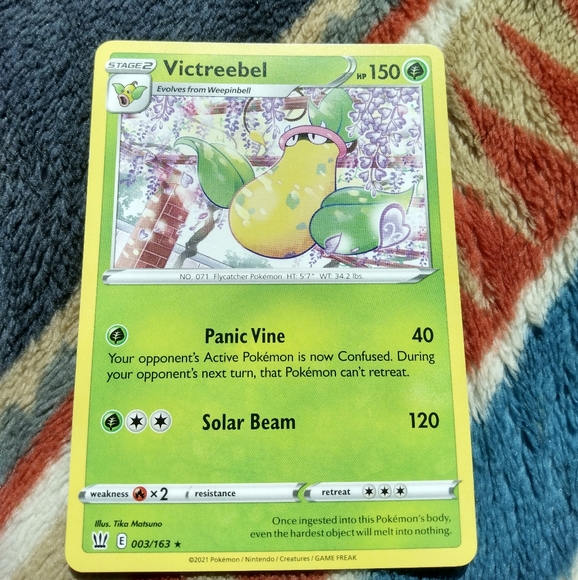 STAGE 2 Victreebel HP 150
Evolves from Weepinbell
NO. 071 Flycatcher Pokémon HT: 5'7" WT: 34.2 lbs.
Panic Vine 40
Your opponent's Active Pokémon is now Confused. During
your opponent's next turn, that Pokémon can't retreat.
Solar Beam 120
weakness ×2 resistance retreat
Illus. Tika Matsuno
Once ingested into this Pokémon's body,
even the hardest object will melt into nothing.
E 003/163 ★
©2021 Pokémon / Nintendo / Creatures / GAME FREAK